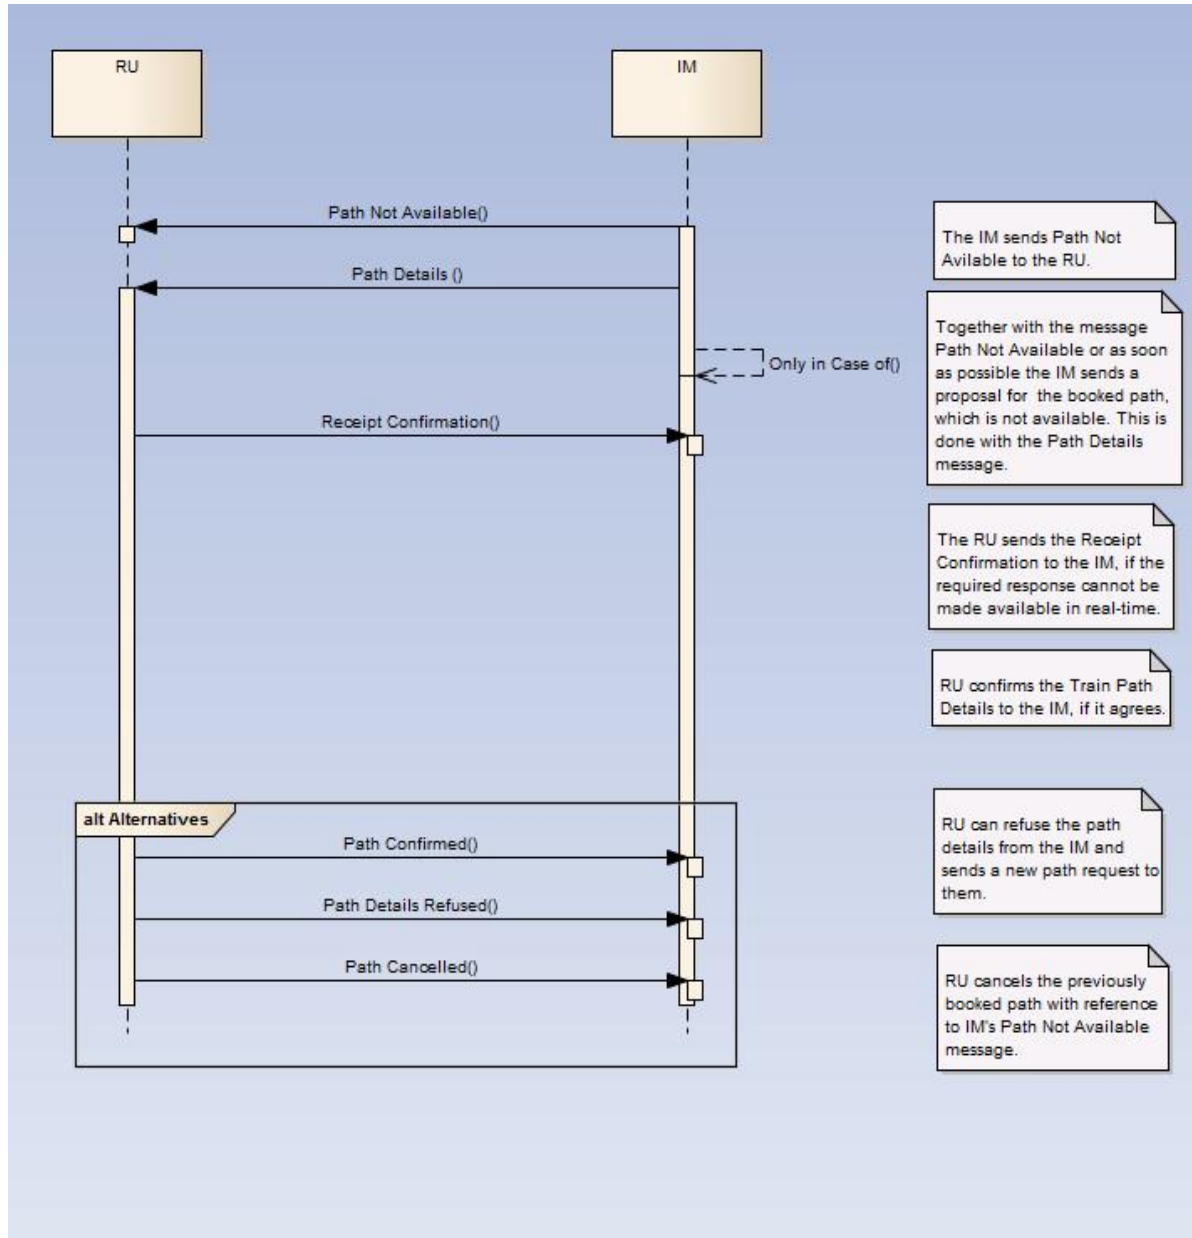 RU
IM
Path Not Available()
The IM sends Path Not
Avilable to the RU.
Path Details ()
Together with the message
Path Not Available or as soon
as possible the IM sends a
proposal for the booked path,
which is not available. This is
done with the Path Details
message.
Only in Case of()
Receipt Confirmation()
The RU sends the Receipt
Confirmation to the IM, if the
required response cannot be
made available in real-time.
RU confirms the Train Path
Details to the IM, if it agrees.
alt Alternatives
Path Confirmed()
RU can refuse the path
details from the IM and
sends a new path request to
them.
Path Details Refused()
Path Cancelled()
RU cancels the previously
booked path with reference
to IM's Path Not Available
message.